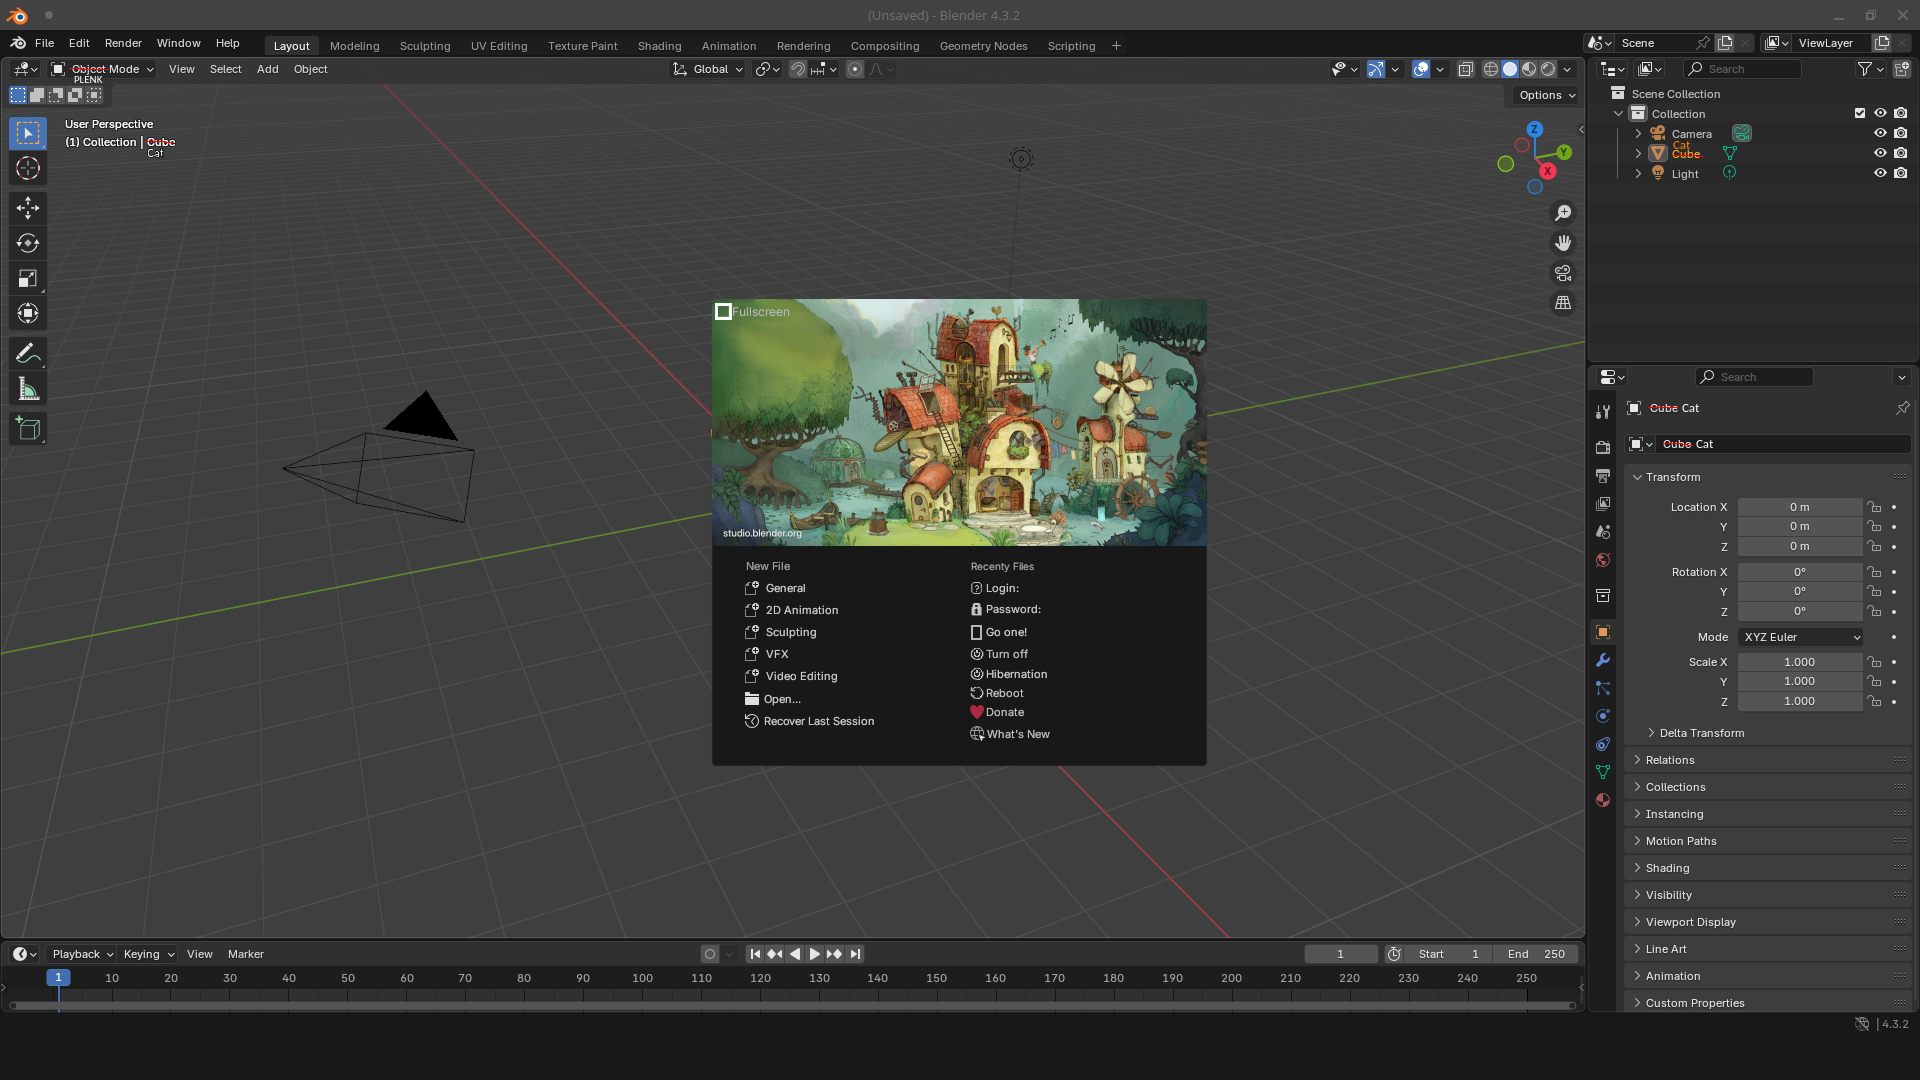 (Unsaved) - Blender 4.3.2
File Edit Render Window Help
Layout Modeling Sculpting UV Editing Texture Paint Shading Animation Rendering Compositing Geometry Nodes Scripting +
Scene
ViewLayer
Object Mode View Select Add Object
PLENK
Global
Search
Options
User Perspective
(1) Collection | Cube
Cat
Z
Y
X
Scene Collection
Collection
Camera
Cat
Cube
Light
Fullscreen
studio.blender.org
New File
General
2D Animation
Sculpting
VFX
Video Editing
Open...
Recover Last Session
Recenty Files
Login:
Password:
Go one!
Turn off
Hibernation
Reboot
Donate
What's New
Search
Cube Cat
Cube Cat
Transform
Location X 0 m
Y 0 m
Z 0 m
Rotation X 0°
Y 0°
Z 0°
Mode XYZ Euler
Scale X 1.000
Y 1.000
Z 1.000
Delta Transform
Relations
Collections
Instancing
Motion Paths
Shading
Visibility
Viewport Display
Line Art
Animation
Custom Properties
Playback Keying View Marker
1 Start 1 End 250
1 10 20 30 40 50 60 70 80 90 100 110 120 130 140 150 160 170 180 190 200 210 220 230 240 250
4.3.2